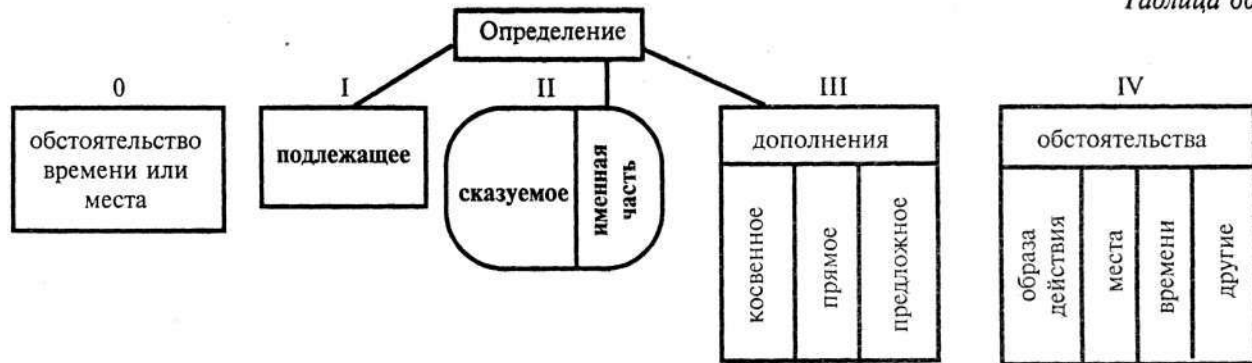 Таблица
Определение
0
I
II
III
IV
обстоятельство
времени или
места
подлежащее
сказуемое
именная
часть
дополнения
косвенное
прямое
предложное
обстоятельства
образа
действия
места
времени
другие